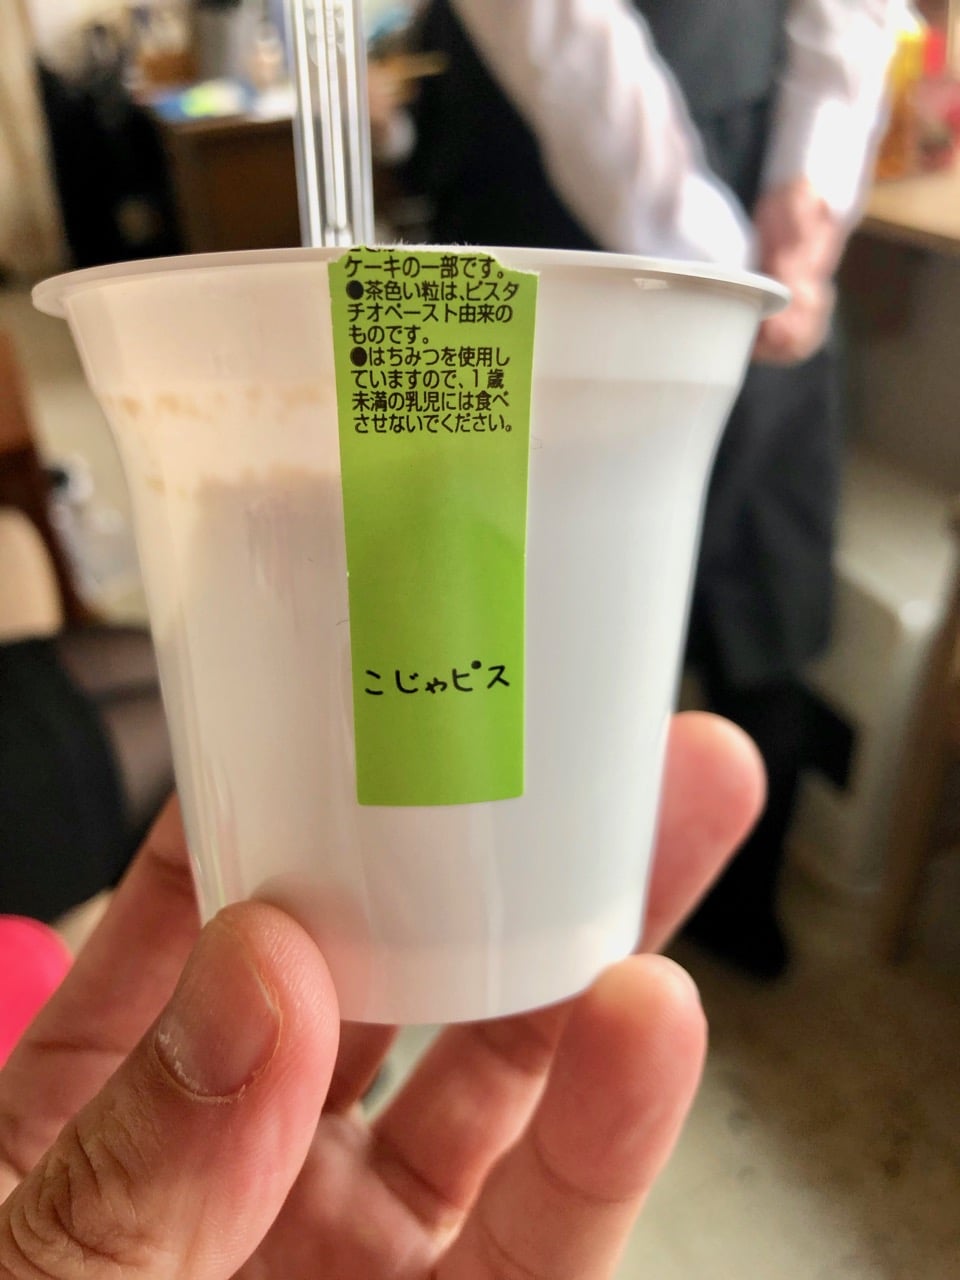 ケーキの一部です。
●茶色い粒は、ピスタ
チオペースト由来の
ものです。
●はちみつを使用し
ていますので、1歳
未満の乳児には食べ
させないでください。
こじゃピス